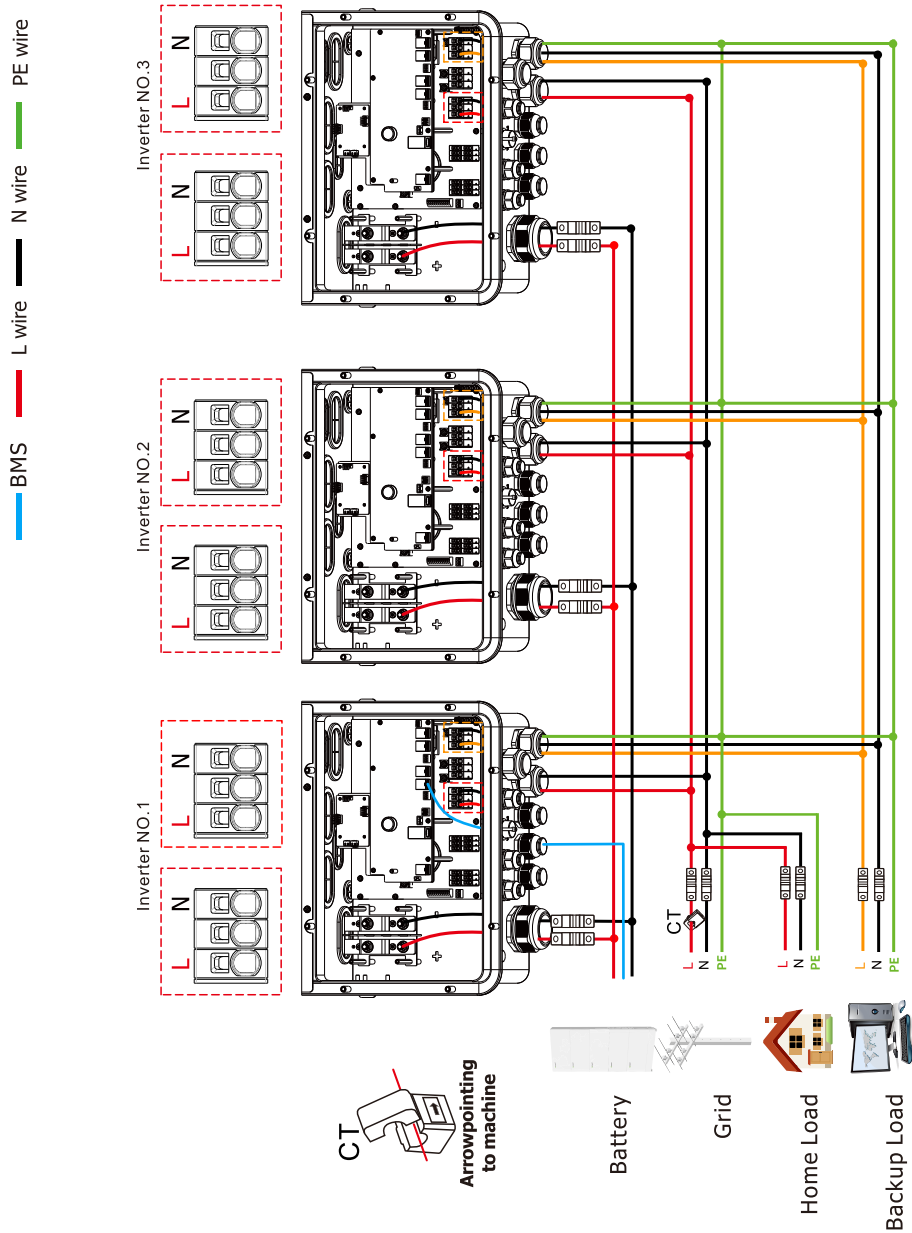 BMS L wire N wire PE wire
Inverter NO.1 Inverter NO.2 Inverter NO.3
L N L N L N L N L N L N
CT
+ - + - + -
Arrowpointing
to machine
Battery
CT
Grid
L
N
PE
Home Load
L
N
PE
Backup Load
L
N
PE